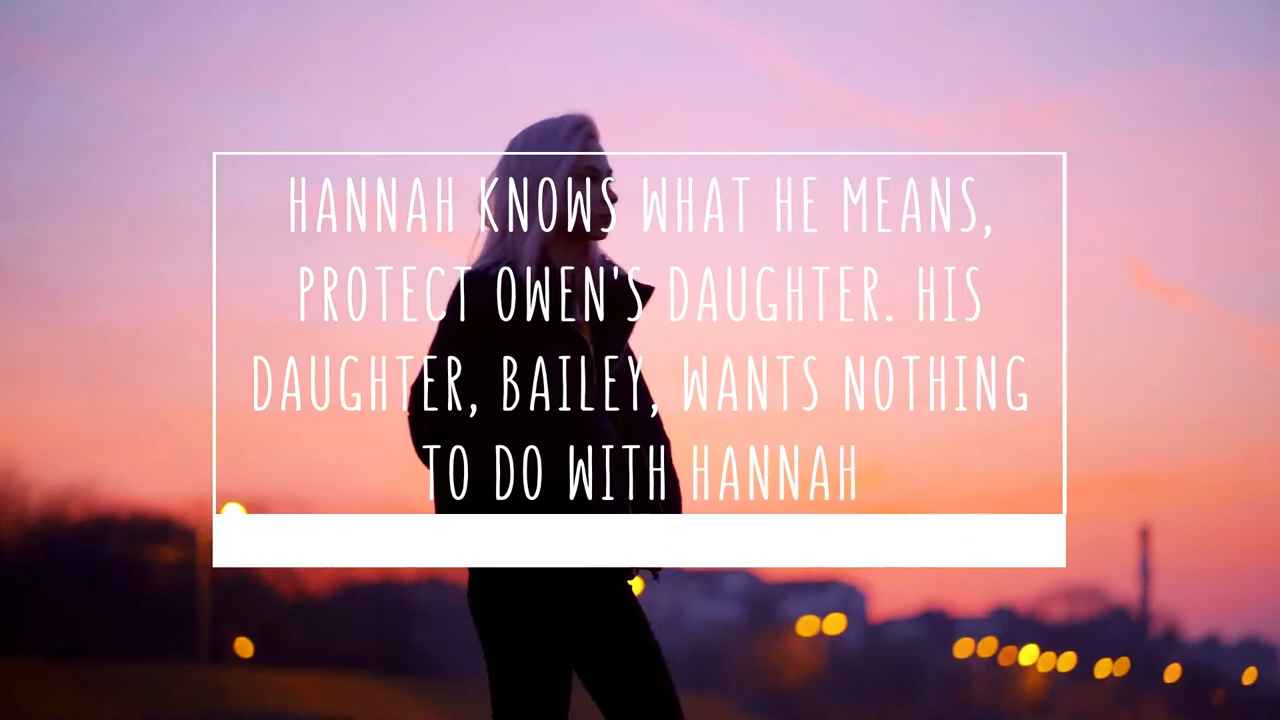 HANNAH KNOWS WHAT HE MEANS,
PROTECT OWEN'S DAUGHTER. HIS
DAUGHTER, BAILEY, WANTS NOTHING
TO DO WITH HANNAH